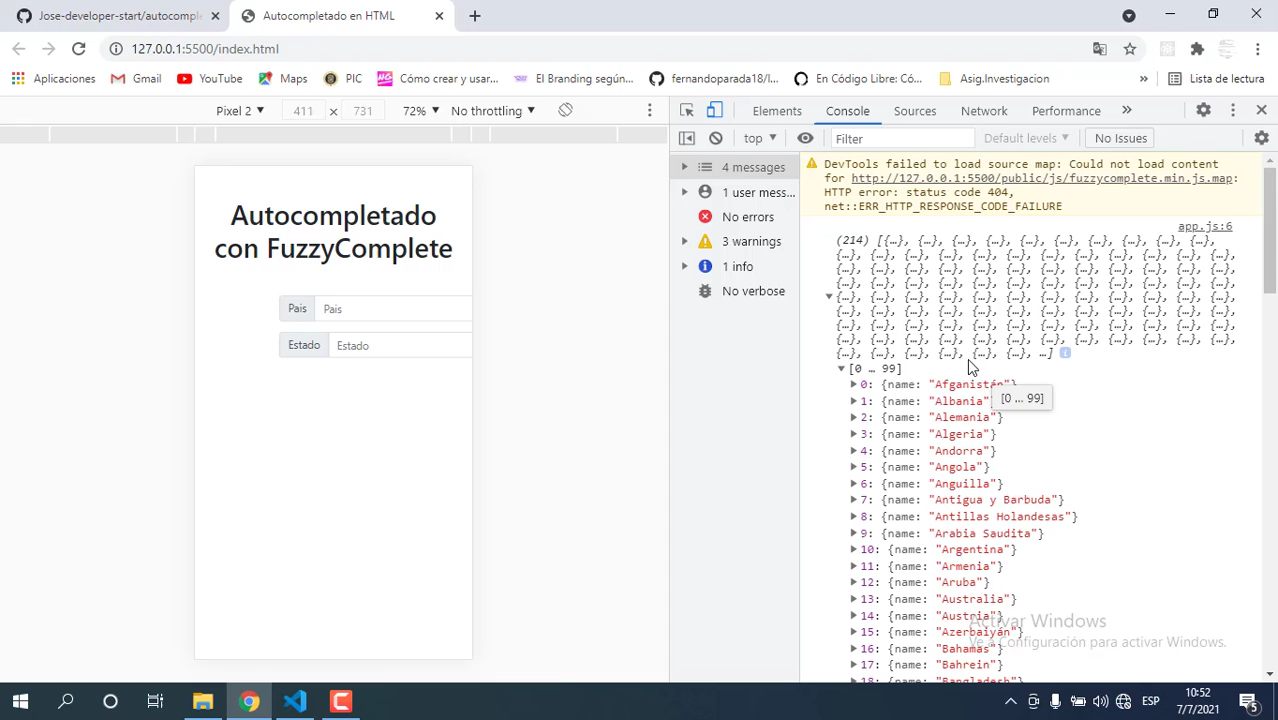 Jose-developer-start/autocomple
Autocompletado en HTML
127.0.0.1:5500/index.html
Aplicaciones
Gmail
YouTube
Maps
PIC
Cómo crear y usar...
El Branding según...
fernandoparada18/l...
En Código Libre: Có...
Asig.Investigacion
»
Lista de lectura
Pixel 2
411 × 731
72%
No throttling
Elements
Console
Sources
Network
Performance
»
top
Filter
Default levels
No Issues
4 messages
1 user mess...
No errors
3 warnings
1 info
No verbose
DevTools failed to load source map: Could not load content
for http://127.0.0.1:5500/public/js/fuzzycomplete.min.js.map:
HTTP error: status code 404,
net::ERR_HTTP_RESPONSE_CODE_FAILURE
app.js:6
(214) [{…}, {…}, {…}, {…}, {…}, {…}, {…}, {…}, {…}, {…},
{…}, {…}, {…}, {…}, {…}, {…}, {…}, {…}, {…}, {…}, {…}, {…},
{…}, {…}, {…}, {…}, {…}, {…}, {…}, {…}, {…}, {…}, {…}, {…},
{…}, {…}, {…}, {…}, {…}, {…}, {…}, {…}, {…}, {…}, {…}, {…},
{…}, {…}, {…}, {…}, {…}, {…}, {…}, {…}, {…}, {…}, {…}, {…},
{…}, {…}, {…}, {…}, {…}, {…}, {…}, {…}, {…}, {…}, {…}, {…},
{…}, {…}, {…}, {…}, {…}, {…}, {…}, {…}, {…}, {…}, {…}, {…},
{…}, {…}, {…}, {…}, {…}, {…}, {…}, {…}, {…}, {…}, {…}, {…},
{…}, {…}, {…}, {…}, {…}, {…}, …]
[0 … 99]
0: {name: "Afganistán"}
[0 … 99]
1: {name: "Albania"}
2: {name: "Alemania"}
3: {name: "Algeria"}
4: {name: "Andorra"}
5: {name: "Angola"}
6: {name: "Anguilla"}
7: {name: "Antigua y Barbuda"}
8: {name: "Antillas Holandesas"}
9: {name: "Arabia Saudita"}
10: {name: "Argentina"}
11: {name: "Armenia"}
12: {name: "Aruba"}
13: {name: "Australia"}
14: {name: "Austria"}
15: {name: "Azerbaiyán"}
16: {name: "Bahamas"}
17: {name: "Bahrein"}
18: {name: "Bangladesh"}
Autocompletado
con FuzzyComplete
Pais
Pais
Estado
Estado
Activar Windows
Ve a Configuración para activar Windows.
ESP
10:52
7/7/2021
5